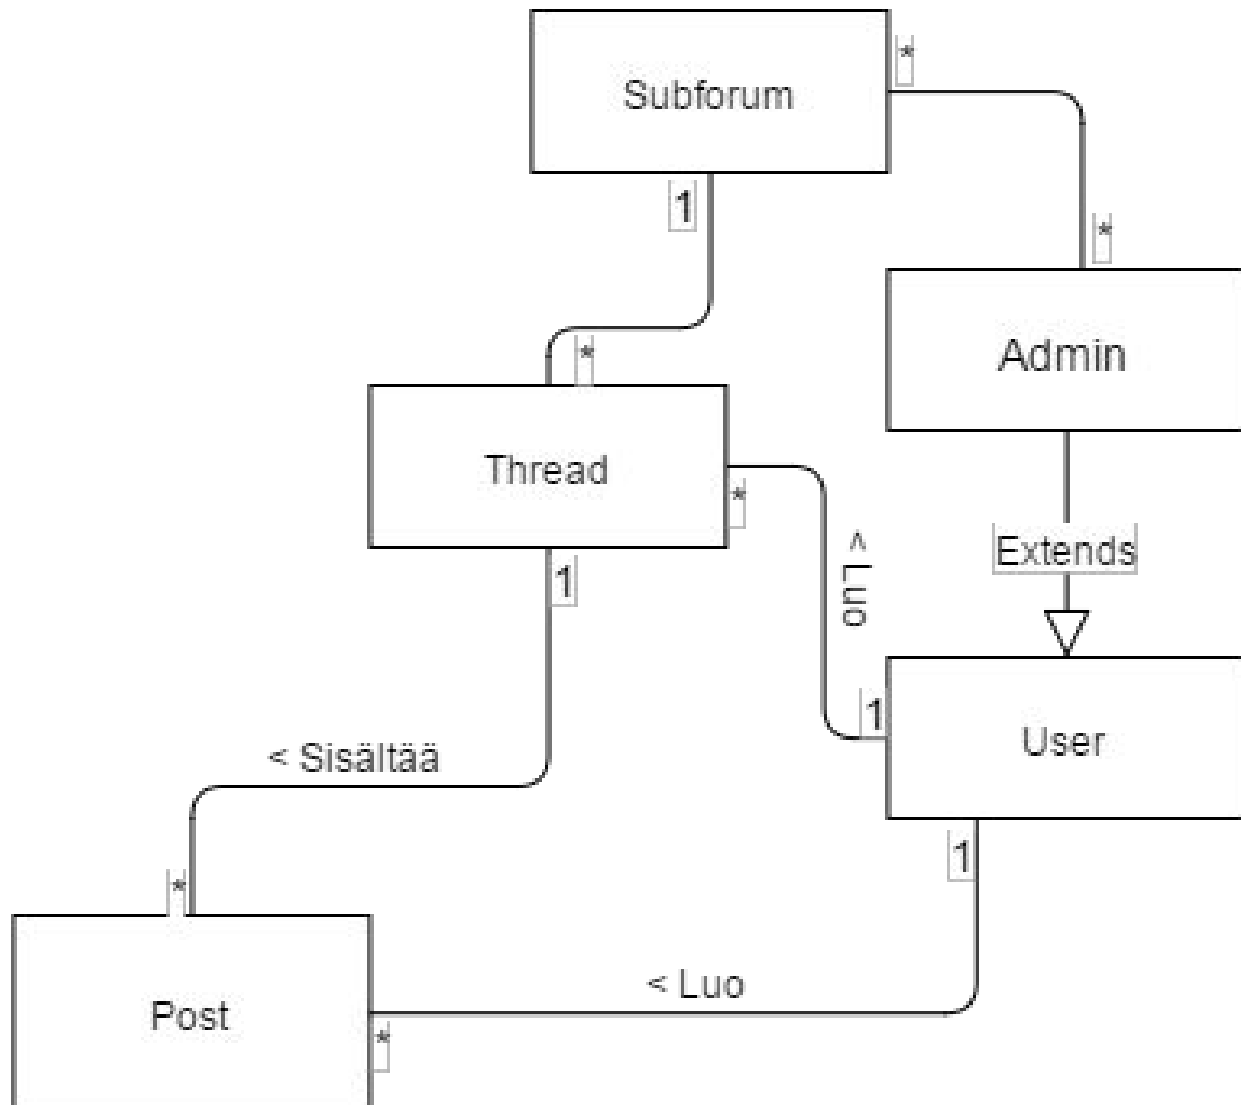 Subforum
*
1
*
*
Admin
Thread
*
1
< Luo
Extends
1
User
< Sisältää
1
*
Post
< Luo
*